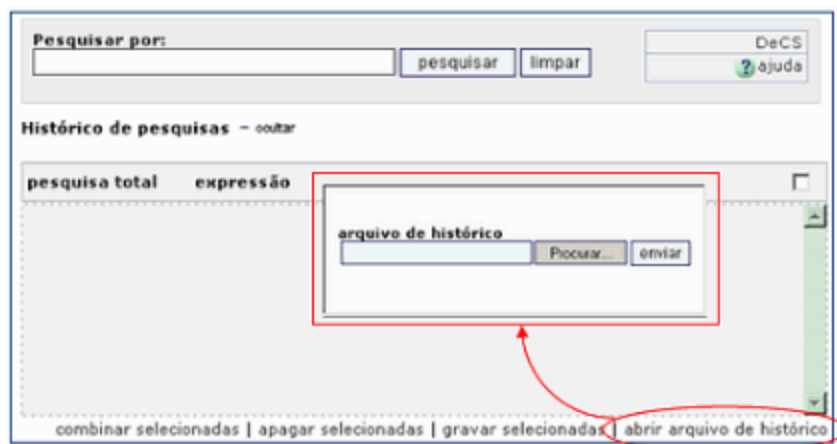 Pesquisar por:
pesquisar limpar
DeCS
? ajuda
Histórico de pesquisas - ocultar
pesquisa total expressão
arquivo de histórico
Procurar... enviar
combinar selecionadas | apagar selecionadas | gravar selecionadas | abrir arquivo de histórico